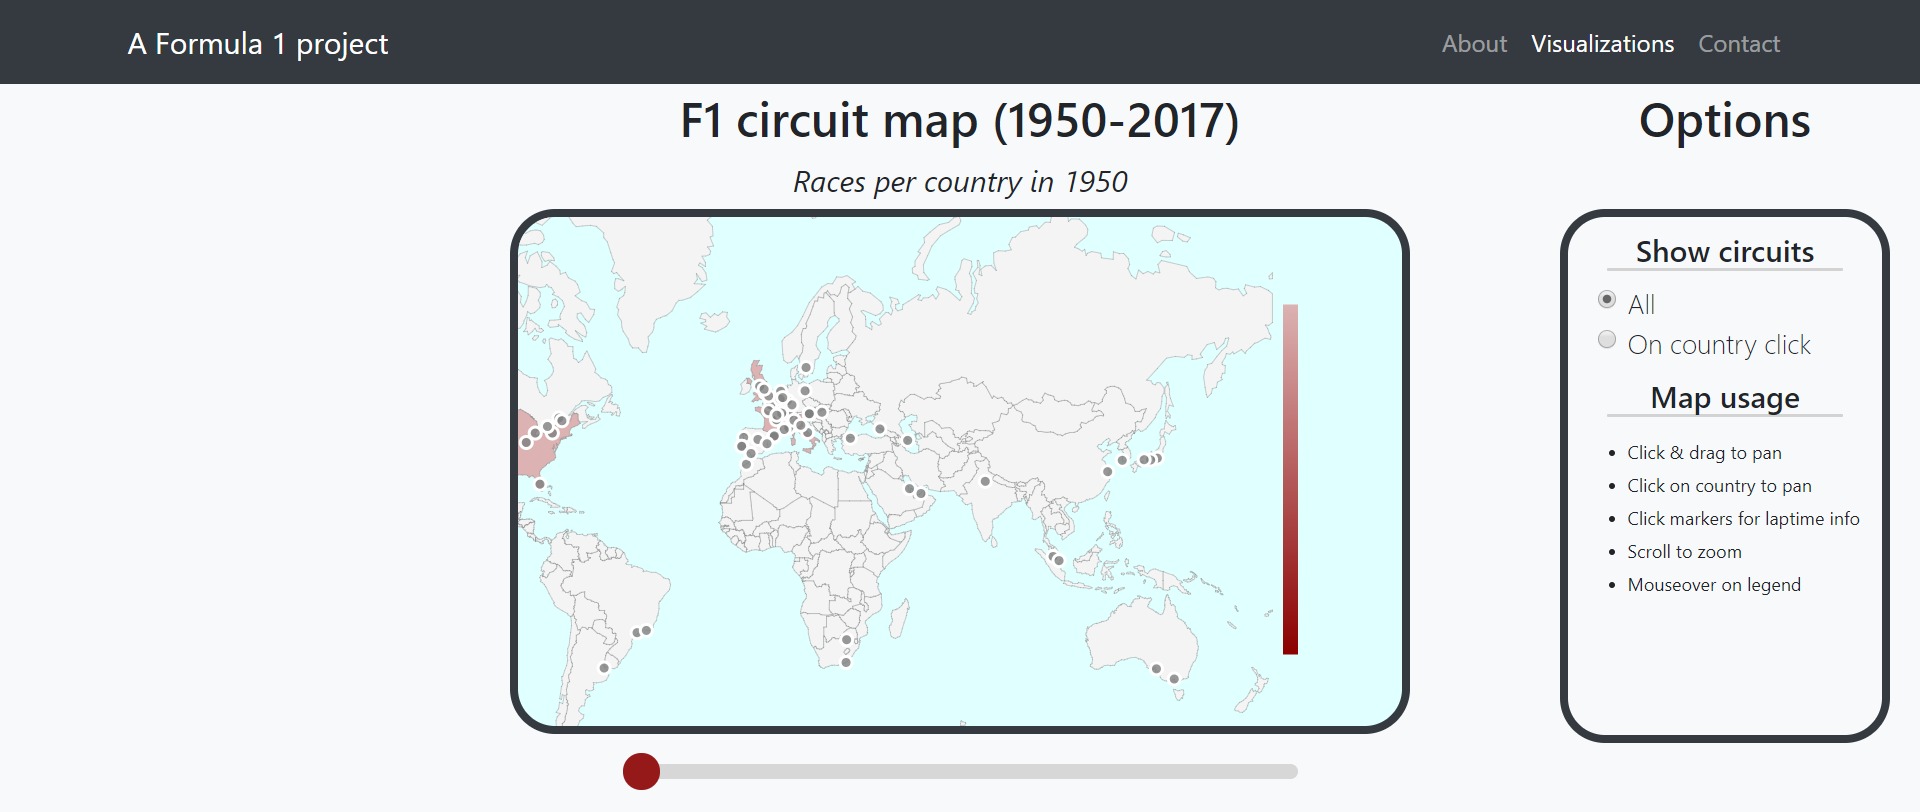 A Formula 1 project
About Visualizations Contact
F1 circuit map (1950-2017)
Races per country in 1950
Options
Show circuits
All
On country click
Map usage
Click & drag to pan
Click on country to pan
Click markers for laptime info
Scroll to zoom
Mouseover on legend